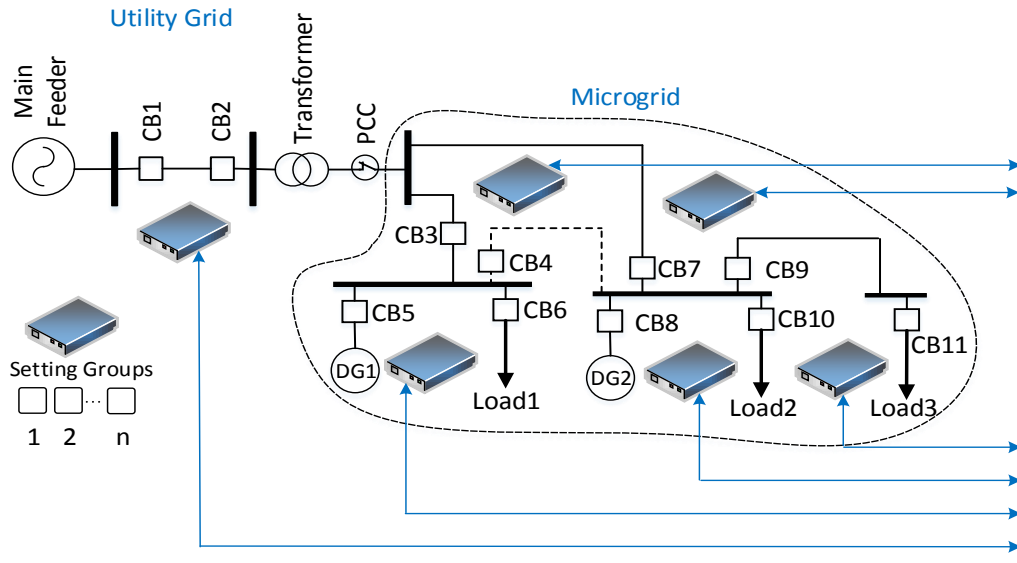 Utility Grid
Main
Feeder
CB1
CB2
Transformer
PCC
Microgrid
CB3
CB4
CB7
CB9
CB5
CB6
CB8
CB10
CB11
DG1
DG2
Load1
Load2
Load3
Setting Groups
...
1 2 n